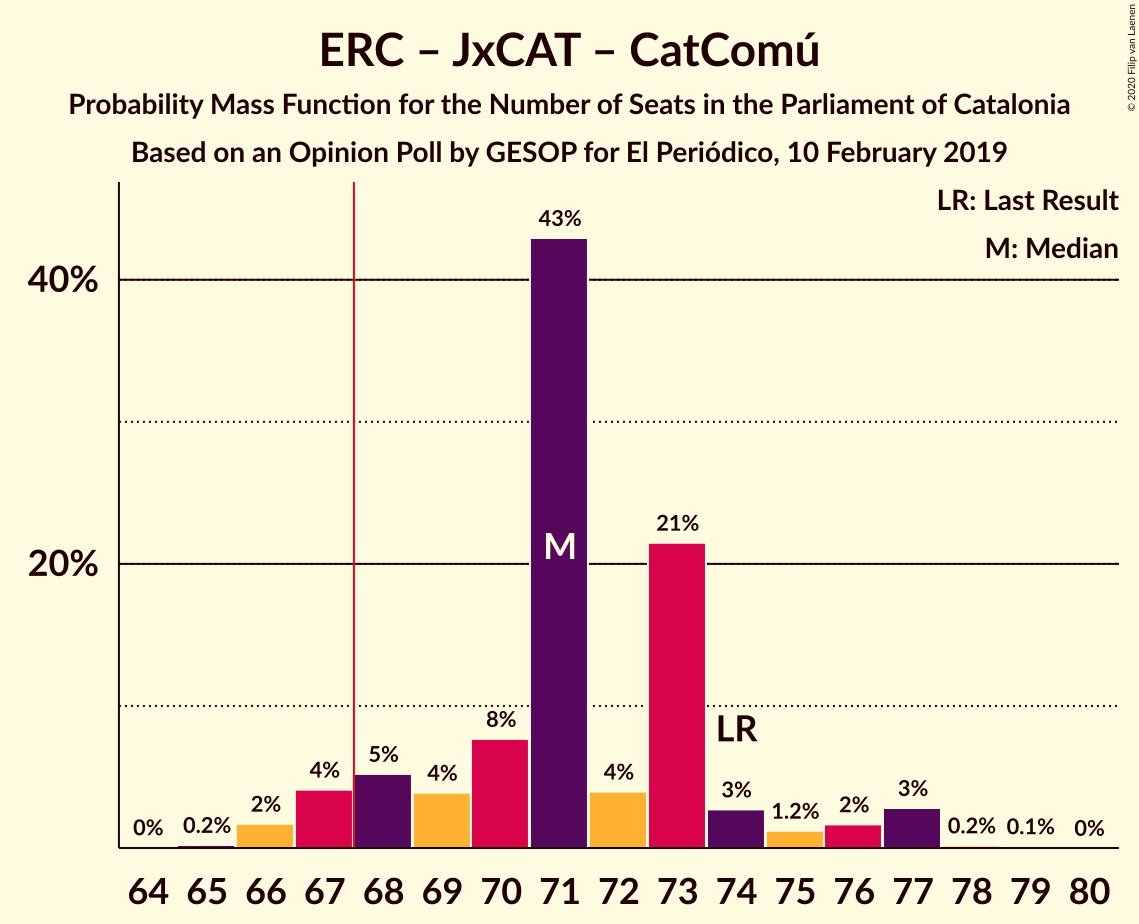 ERC – JxCAT – CatComú
Probability Mass Function for the Number of Seats in the Parliament of Catalonia
Based on an Opinion Poll by GESOP for El Periódico, 10 February 2019
© 2020 Filip van Laenen
LR: Last Result
M: Median
40%
20%
0%
0.2%
2%
4%
5%
4%
8%
43%
M
4%
21%
LR
3%
1.2%
2%
3%
0.2%
0.1%
0%
64 65 66 67 68 69 70 71 72 73 74 75 76 77 78 79 80